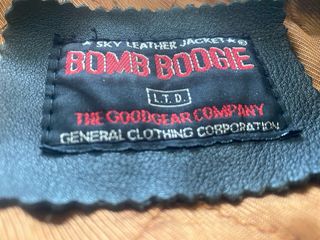 ★ SKY LEATHER JACKET ★ ®
BOMB BOOGIE
I.T.D.
THE GOODGEAR COMPANY
GENERAL CLOTHING CORPORATION